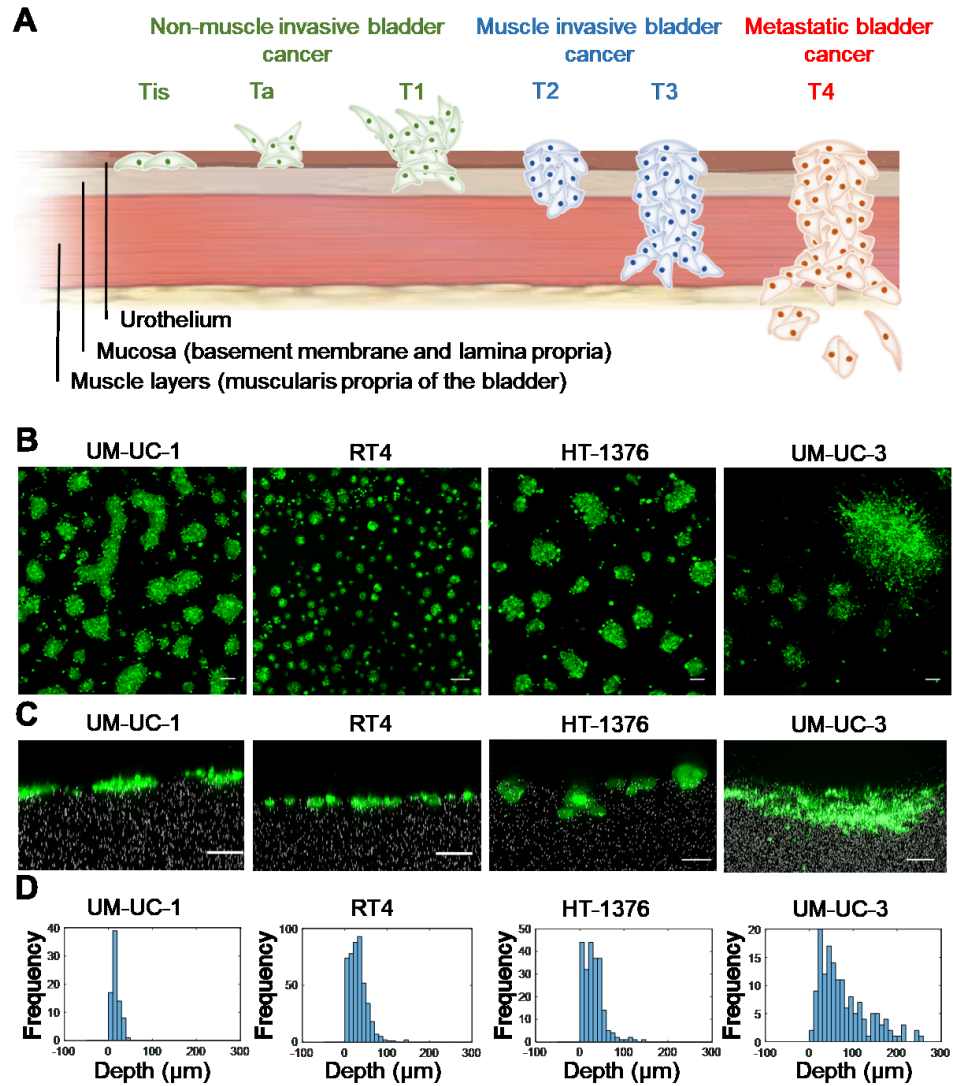 A
Non-muscle invasive bladder cancer
Muscle invasive bladder cancer
Metastatic bladder cancer
Tis
Ta
T1
T2
T3
T4
Urothelium
Mucosa (basement membrane and lamina propria)
Muscle layers (muscularis propria of the bladder)
B
UM-UC-1
RT4
HT-1376
UM-UC-3
C
UM-UC-1
RT4
HT-1376
UM-UC-3
D
UM-UC-1
Frequency
40
30
20
10
0
-100 0 100 200 300
Depth (µm)
RT4
Frequency
100
50
0
-100 0 100 200 300
Depth (µm)
HT-1376
Frequency
50
40
30
20
10
0
-100 0 100 200 300
Depth (µm)
UM-UC-3
Frequency
20
15
10
5
0
-100 0 100 200 300
Depth (µm)